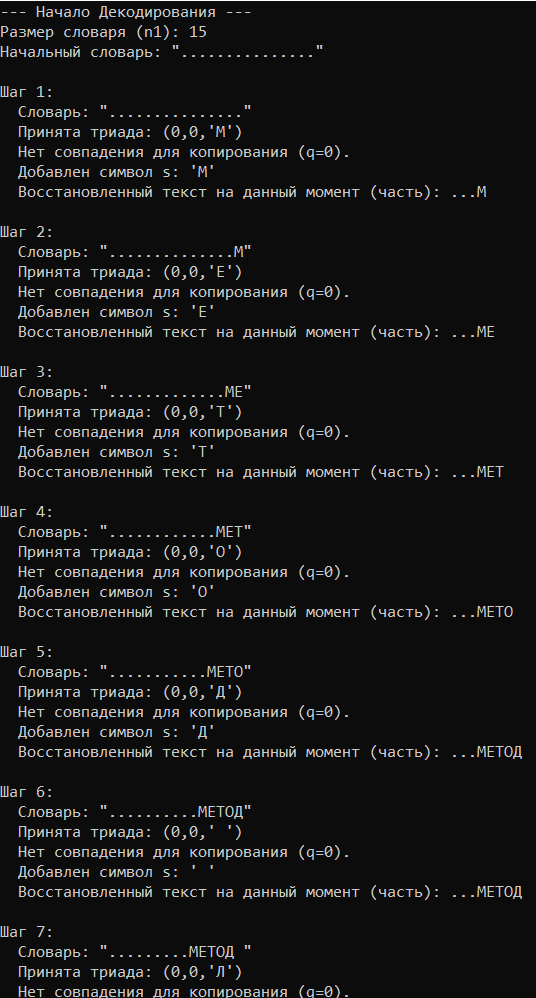 --- Начало Декодирования ---
Размер словаря (n1): 15
Начальный словарь: "..............."

Шаг 1:
  Словарь: "..............."
  Принята триада: (0,0,'М')
  Нет совпадения для копирования (q=0).
  Добавлен символ s: 'М'
  Восстановленный текст на данный момент (часть): ...М

Шаг 2:
  Словарь: "..............М"
  Принята триада: (0,0,'Е')
  Нет совпадения для копирования (q=0).
  Добавлен символ s: 'Е'
  Восстановленный текст на данный момент (часть): ...МЕ

Шаг 3:
  Словарь: ".............МЕ"
  Принята триада: (0,0,'Т')
  Нет совпадения для копирования (q=0).
  Добавлен символ s: 'Т'
  Восстановленный текст на данный момент (часть): ...МЕТ

Шаг 4:
  Словарь: "............МЕТ"
  Принята триада: (0,0,'О')
  Нет совпадения для копирования (q=0).
  Добавлен символ s: 'О'
  Восстановленный текст на данный момент (часть): ...МЕТО

Шаг 5:
  Словарь: "...........МЕТО"
  Принята триада: (0,0,'Д')
  Нет совпадения для копирования (q=0).
  Добавлен символ s: 'Д'
  Восстановленный текст на данный момент (часть): ...МЕТОД

Шаг 6:
  Словарь: "..........МЕТОД"
  Принята триада: (0,0,' ')
  Нет совпадения для копирования (q=0).
  Добавлен символ s: ' '
  Восстановленный текст на данный момент (часть): ...МЕТОД

Шаг 7:
  Словарь: ".........МЕТОД "
  Принята триада: (0,0,'Л')
  Нет совпадения для копирования (q=0).